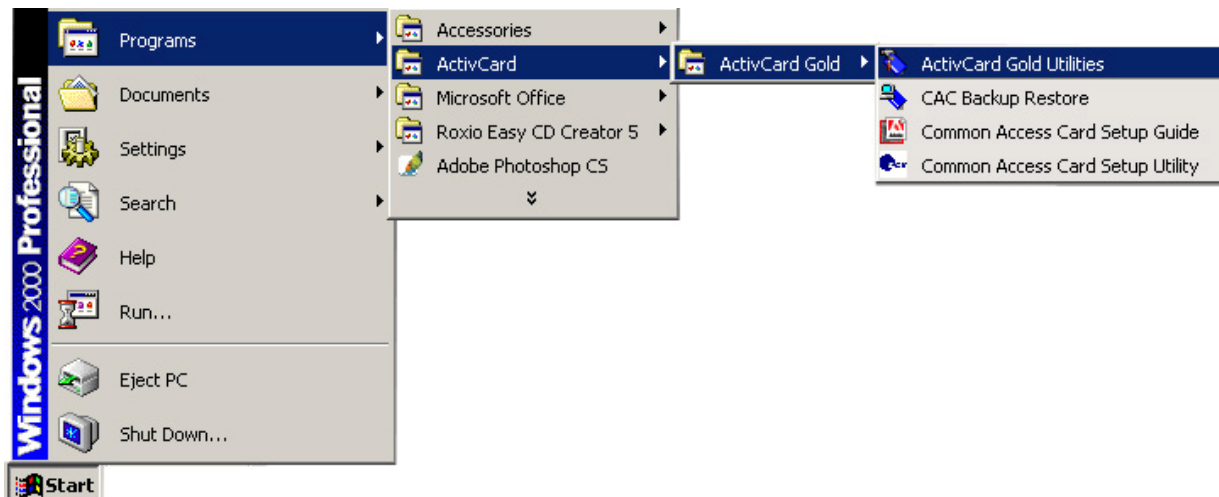 Windows 2000 Professional
Programs
Documents
Settings
Search
Help
Run...
Eject PC
Shut Down...
Start
Accessories
ActivCard
Microsoft Office
Roxio Easy CD Creator 5
Adobe Photoshop CS
ActivCard Gold
ActivCard Gold Utilities
CAC Backup Restore
Common Access Card Setup Guide
Common Access Card Setup Utility